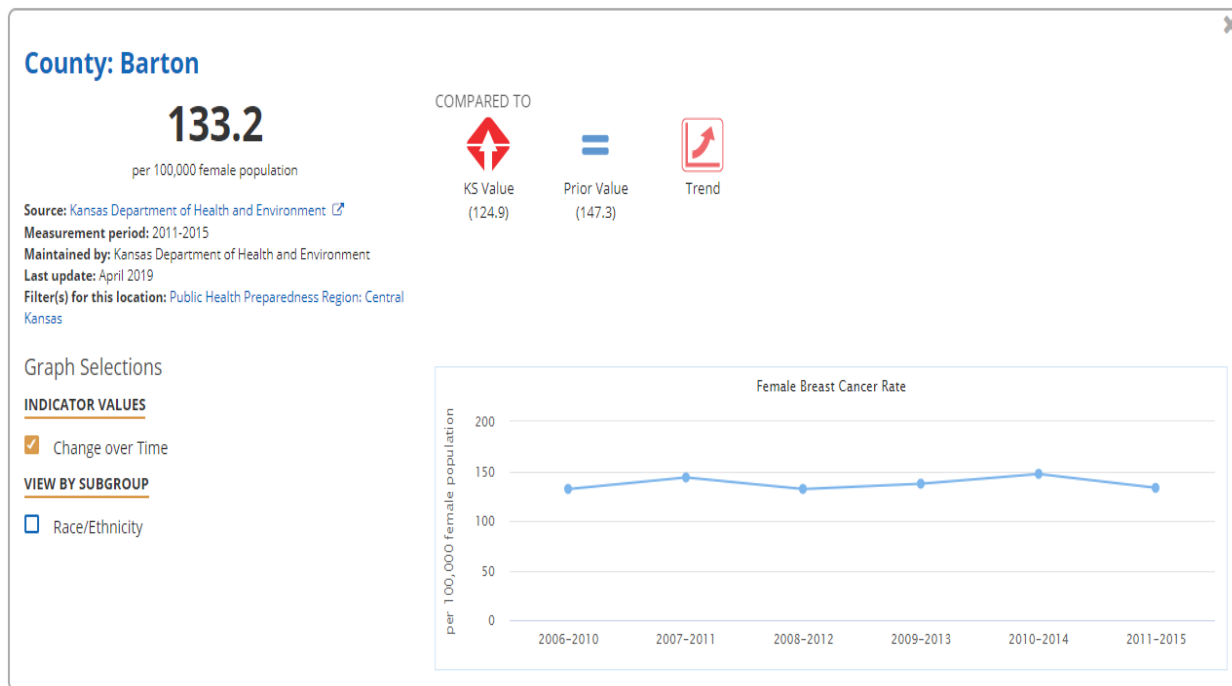 County: Barton
133.2
per 100,000 female population
Source: Kansas Department of Health and Environment
Measurement period: 2011-2015
Maintained by: Kansas Department of Health and Environment
Last update: April 2019
Filter(s) for this location: Public Health Preparedness Region: Central
Kansas
COMPARED TO
KS Value
(124.9)
Prior Value
(147.3)
Trend
Graph Selections
INDICATOR VALUES
Change over Time
VIEW BY SUBGROUP
Race/Ethnicity
Female Breast Cancer Rate
per 100,000 female population
200
150
100
50
0
2006–2010 2007–2011 2008–2012 2009–2013 2010–2014 2011–2015